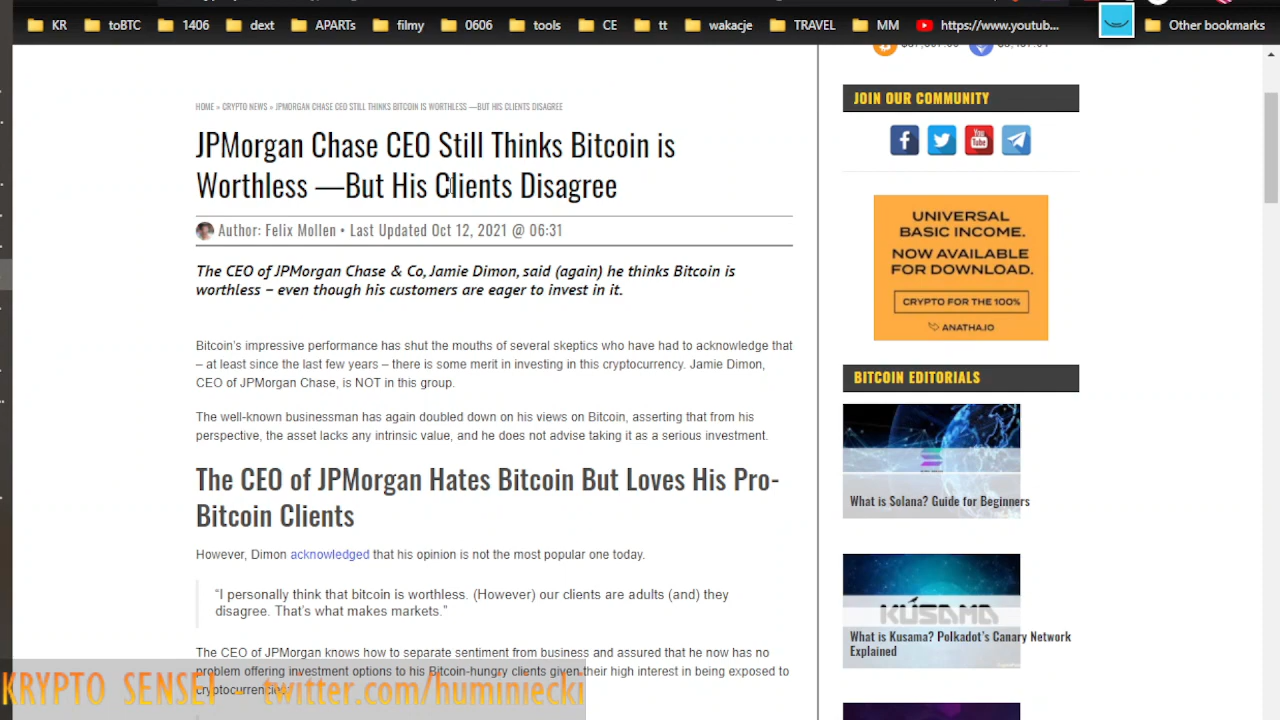 KR toBTC 1406 dext APARTs filmy 0606 tools CE tt wakacje TRAVEL MM https://www.youtub... Other bookmarks
HOME » CRYPTO NEWS » JPMORGAN CHASE CEO STILL THINKS BITCOIN IS WORTHLESS —BUT HIS CLIENTS DISAGREE
JPMorgan Chase CEO Still Thinks Bitcoin is
Worthless —But His Clients Disagree
Author: Felix Mollen • Last Updated Oct 12, 2021 @ 06:31
The CEO of JPMorgan Chase & Co, Jamie Dimon, said (again) he thinks Bitcoin is
worthless – even though his customers are eager to invest in it.
Bitcoin's impressive performance has shut the mouths of several skeptics who have had to acknowledge that
– at least since the last few years – there is some merit in investing in this cryptocurrency. Jamie Dimon,
CEO of JPMorgan Chase, is NOT in this group.
The well-known businessman has again doubled down on his views on Bitcoin, asserting that from his
perspective, the asset lacks any intrinsic value, and he does not advise taking it as a serious investment.
The CEO of JPMorgan Hates Bitcoin But Loves His Pro-
Bitcoin Clients
However, Dimon acknowledged that his opinion is not the most popular one today.
“I personally think that bitcoin is worthless. (However) our clients are adults (and) they
disagree. That's what makes markets.”
The CEO of JPMorgan knows how to separate sentiment from business and assured that he now has no
problem offering investment options to his Bitcoin-hungry clients given their high interest in being exposed to
cryptocurrencies.
KRYPTO SENSEI - twitter.com/huminiecki
JOIN OUR COMMUNITY
You
Tube
UNIVERSAL
BASIC INCOME.
NOW AVAILABLE
FOR DOWNLOAD.
CRYPTO FOR THE 100%
ANATHA.IO
BITCOIN EDITORIALS
What is Solana? Guide for Beginners
KUSAMA
What is Kusama? Polkadot's Canary Network
Explained